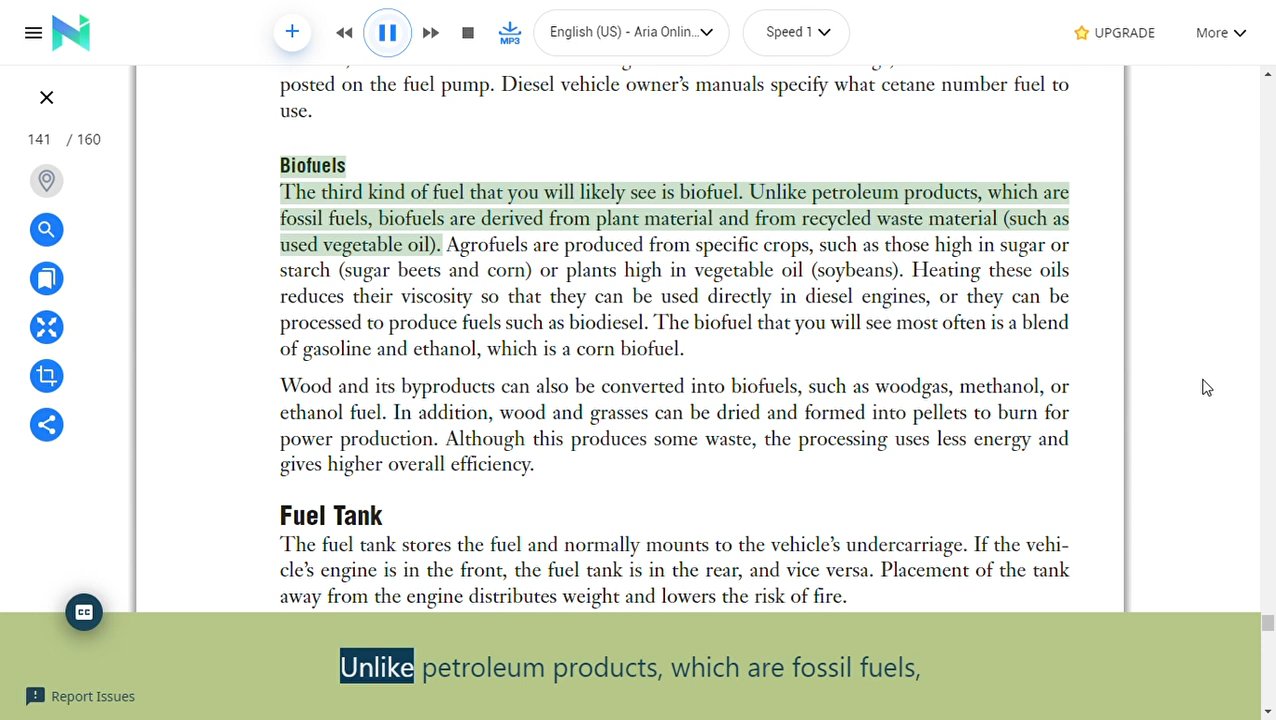 MP3
English (US) - Aria Onlin...
Speed 1
UPGRADE
More
141 / 160
posted on the fuel pump. Diesel vehicle owner's manuals specify what cetane number fuel to
use.
Biofuels
The third kind of fuel that you will likely see is biofuel. Unlike petroleum products, which are
fossil fuels, biofuels are derived from plant material and from recycled waste material (such as
used vegetable oil). Agrofuels are produced from specific crops, such as those high in sugar or
starch (sugar beets and corn) or plants high in vegetable oil (soybeans). Heating these oils
reduces their viscosity so that they can be used directly in diesel engines, or they can be
processed to produce fuels such as biodiesel. The biofuel that you will see most often is a blend
of gasoline and ethanol, which is a corn biofuel.
Wood and its byproducts can also be converted into biofuels, such as woodgas, methanol, or
ethanol fuel. In addition, wood and grasses can be dried and formed into pellets to burn for
power production. Although this produces some waste, the processing uses less energy and
gives higher overall efficiency.
Fuel Tank
The fuel tank stores the fuel and normally mounts to the vehicle's undercarriage. If the vehi-
cle's engine is in the front, the fuel tank is in the rear, and vice versa. Placement of the tank
away from the engine distributes weight and lowers the risk of fire.
CC
Unlike petroleum products, which are fossil fuels,
Report Issues